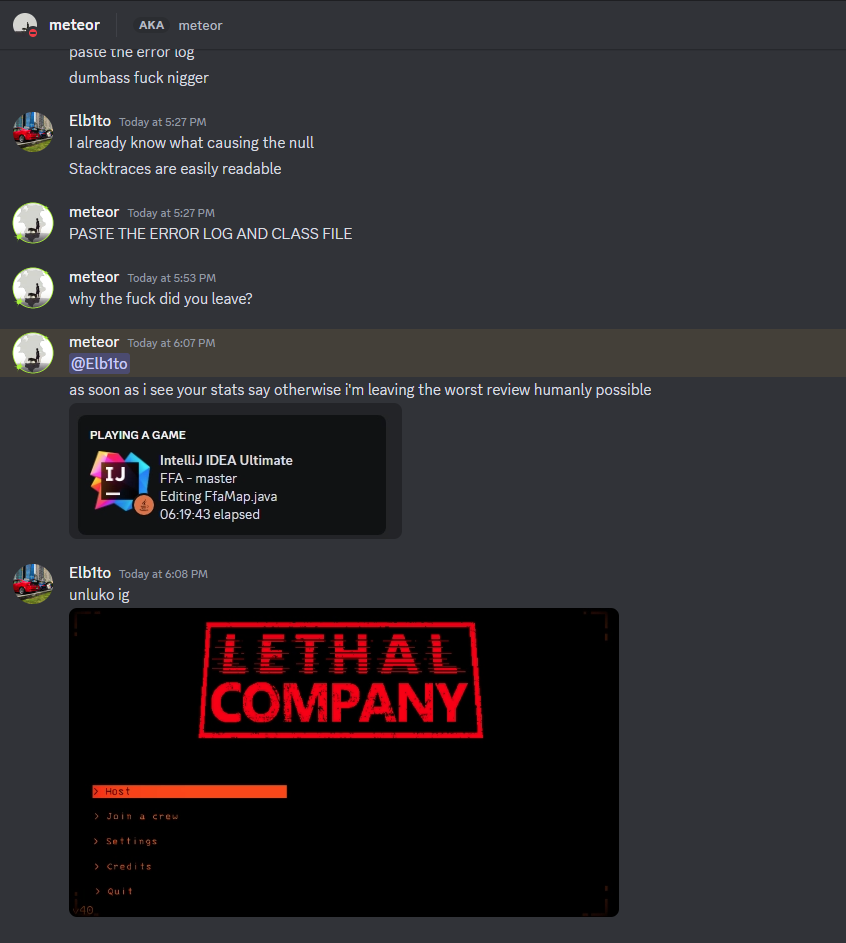 meteor AKA meteor
paste the error log
dumbass fuck nigger
Elb1to Today at 5:27 PM
I already know what causing the null
Stacktraces are easily readable
meteor Today at 5:27 PM
PASTE THE ERROR LOG AND CLASS FILE
meteor Today at 5:53 PM
why the fuck did you leave?
meteor Today at 6:07 PM
@Elb1to
as soon as i see your stats say otherwise i'm leaving the worst review humanly possible
PLAYING A GAME
IJ
IntelliJ IDEA Ultimate
FFA - master
Editing FfaMap.java
06:19:43 elapsed
Elb1to Today at 6:08 PM
unluko ig
LETHAL
COMPANY
> Host
> Join a crew
> Settings
> Credits
> Quit